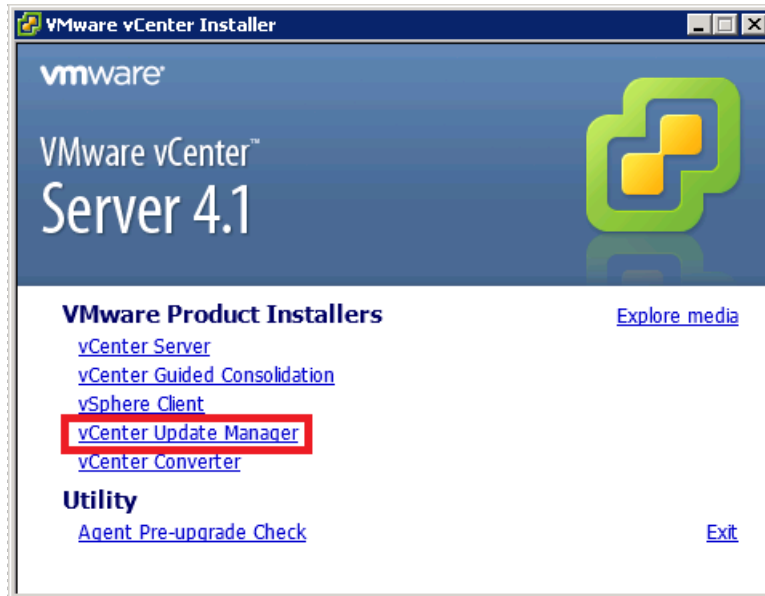 VMware vCenter Installer
vmware®
VMware vCenter™
Server 4.1
VMware Product Installers
Explore media
vCenter Server
vCenter Guided Consolidation
vSphere Client
vCenter Update Manager
vCenter Converter
Utility
Agent Pre-upgrade Check
Exit